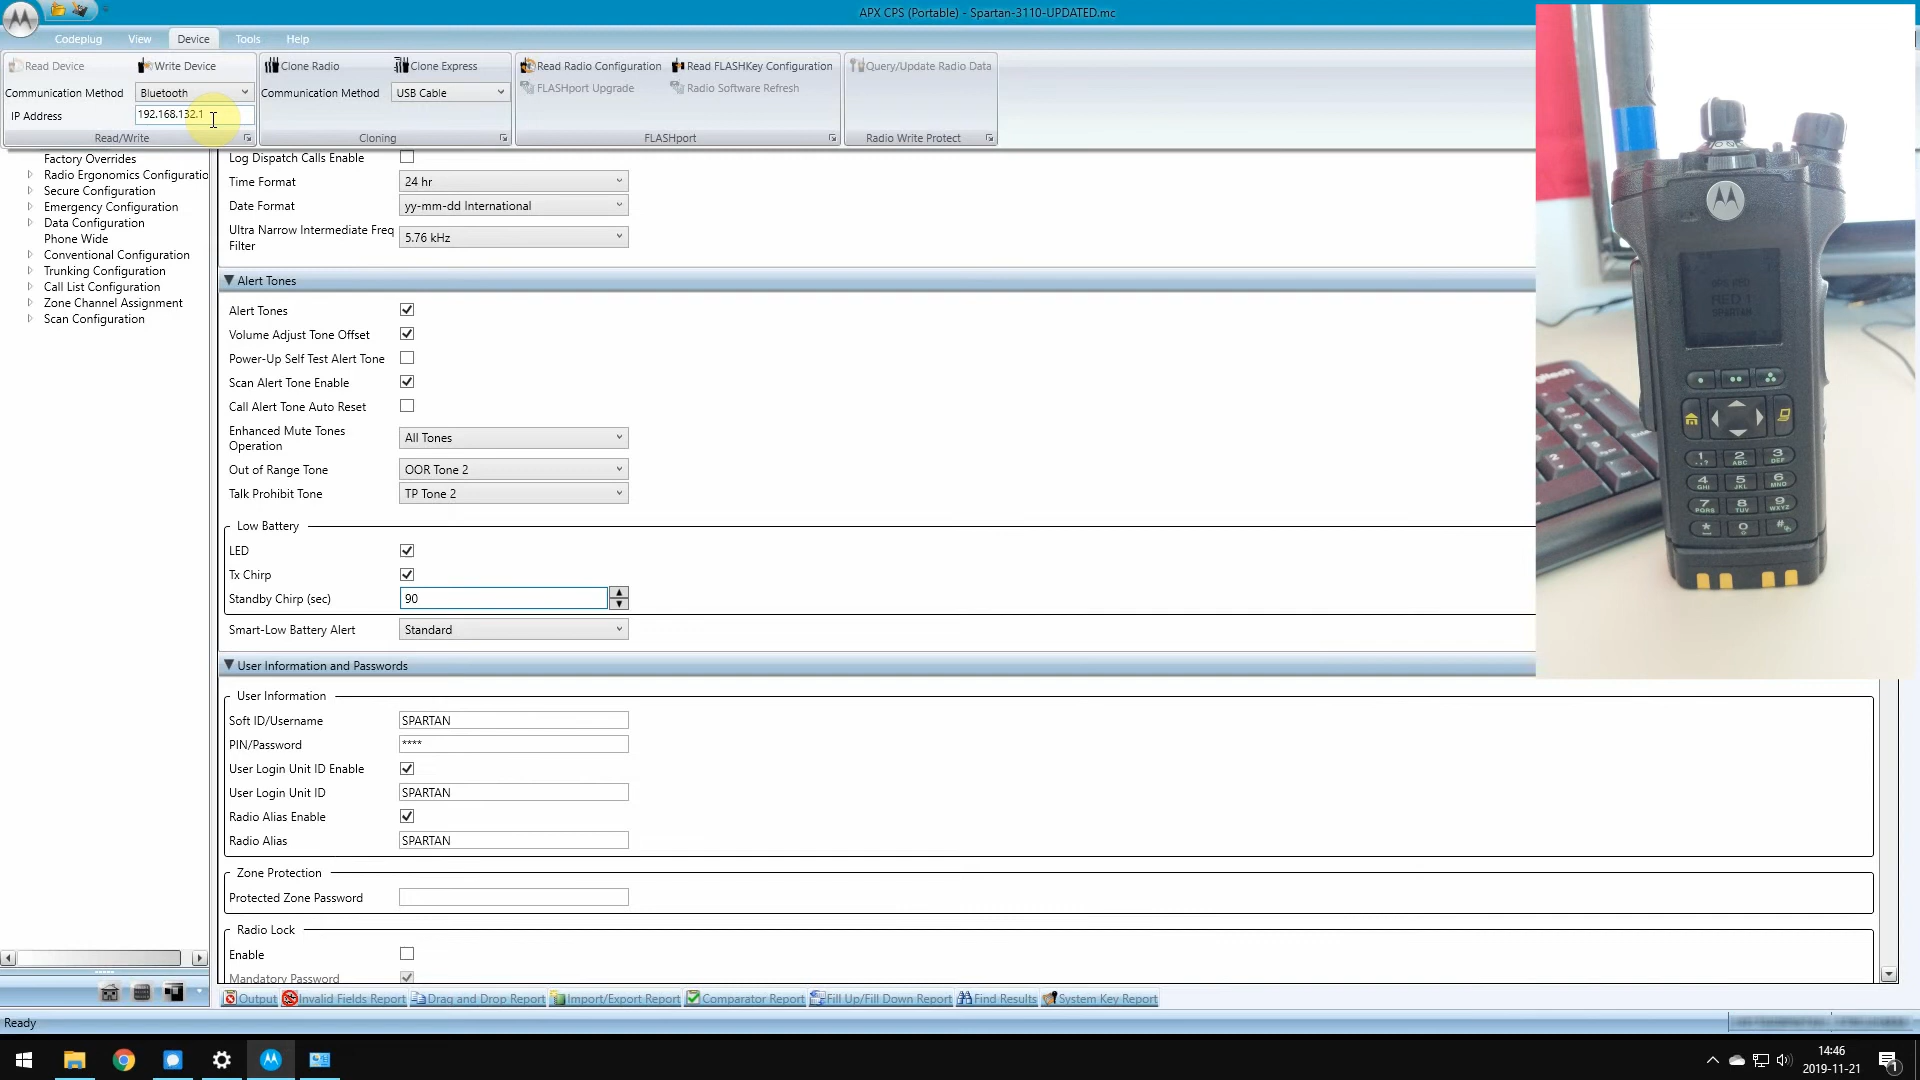 APX CPS (Portable) - Spartan-3110-UPDATED.mc
Codeplug View Device Tools Help
Read Device Write Device Clone Radio Clone Express Read Radio Configuration Read FLASHKey Configuration Query/Update Radio Data
FLASHport Upgrade Radio Software Refresh
Communication Method Bluetooth Communication Method USB Cable
IP Address 192.168.132.1
Read/Write Cloning FLASHport Radio Write Protect
Factory Overrides
Radio Ergonomics Configuratio
Secure Configuration
Emergency Configuration
Data Configuration
Phone Wide
Conventional Configuration
Trunking Configuration
Call List Configuration
Zone Channel Assignment
Scan Configuration
Log Dispatch Calls Enable
Time Format 24 hr
Date Format yy-mm-dd International
Ultra Narrow Intermediate Freq
Filter
5.76 kHz
Alert Tones
Alert Tones
Volume Adjust Tone Offset
Power-Up Self Test Alert Tone
Scan Alert Tone Enable
Call Alert Tone Auto Reset
Enhanced Mute Tones
Operation
All Tones
Out of Range Tone OOR Tone 2
Talk Prohibit Tone TP Tone 2
Low Battery
LED
Tx Chirp
Standby Chirp (sec) 90
Smart-Low Battery Alert Standard
User Information and Passwords
User Information
Soft ID/Username SPARTAN
PIN/Password ****
User Login Unit ID Enable
User Login Unit ID SPARTAN
Radio Alias Enable
Radio Alias SPARTAN
Zone Protection
Protected Zone Password
Radio Lock
Enable
Mandatory Password
Output Invalid Fields Report Drag and Drop Report Import/Export Report Comparator Report Fill Up/Fill Down Report Find Results System Key Report
Ready
14:46
2019-11-21
1
RED 1
SPARTAN
1 2 ABC 3 DEF
4 GHI 5 JKL 6 MNO
7 PQRS 8 TUV 9 WXYZ
* 0 #